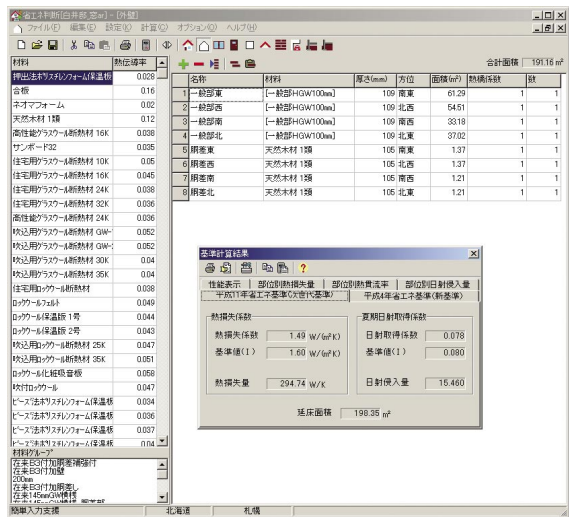 省エネ判断[白井邸_窓ar] - [外壁]
ファイル(F) 編集(E) 設定(K) 計算(C) オプション(O) ヘルプ(H)
合計面積 191.16 m²
材料 熱伝導率
押出法ポリスチレンフォーム(保温板 0.028
合板 0.16
ネオマフォーム 0.02
天然木材 1類 0.12
高性能グラスウール断熱材 16K 0.038
サンボード32 0.035
住宅用グラスウール断熱材 10K 0.05
住宅用グラスウール断熱材 16K 0.045
住宅用グラスウール断熱材 24K 0.038
住宅用グラスウール断熱材 32K 0.036
高性能グラスウール断熱材 24K 0.036
吹込用グラスウール断熱材 GW- 0.052
吹込用グラスウール断熱材 GW- 0.052
吹込用グラスウール断熱材 30K 0.04
吹込用グラスウール断熱材 35K 0.04
住宅用ロックウール断熱材 0.038
ロックウールフェルト 0.049
ロックウール保温版 1号 0.044
ロックウール保温版 2号 0.043
吹込用ロックウール断熱材 25K 0.047
吹込用ロックウール断熱材 35K 0.051
ロックウール化粧吸音板 0.058
吹付ロックウール 0.047
ビーズ法ポリスチレンフォーム(保温板 0.034
ビーズ法ポリスチレンフォーム(保温板 0.036
ビーズ法ポリスチレンフォーム(保温板 0.037
ビーズ法ポリスチレンフォーム(保温板 0.04
材料グループ
在来B3付加胴差補強付
在来B3付加壁
200mm
在来B3付加胴差し
在来145mmGW横桟
名称 材料 厚さ(mm) 方位 面積(m²) 熱橋係数 数
1 一般部東 [一般部HGW100mm] 109 南東 61.29 1 1
2 一般部西 [一般部HGW100mm] 109 北西 54.51 1 1
3 一般部南 [一般部HGW100mm] 109 南西 33.18 1 1
4 一般部北 [一般部HGW100mm] 109 北東 37.02 1 1
5 胴差東 天然木材 1類 105 南東 1.37 1 1
6 胴差西 天然木材 1類 105 北西 1.37 1 1
7 胴差南 天然木材 1類 105 南西 1.21 1 1
8 胴差北 天然木材 1類 105 北東 1.21 1 1
基準計算結果
性能表示 部位別熱損失量 部位別熱貫流率 部位別日射侵入量
平成11年省エネ基準(次世代基準) 平成4年省エネ基準(新基準)
熱損失係数 夏期日射取得係数
熱損失係数 1.49 W/(m²K) 日射取得係数 0.078
基準値(I) 1.60 W/(m²K) 基準値(I) 0.080
熱損失量 294.74 W/K 日射侵入量 15.460
延床面積 198.35 m²
簡単入力支援 北海道 札幌